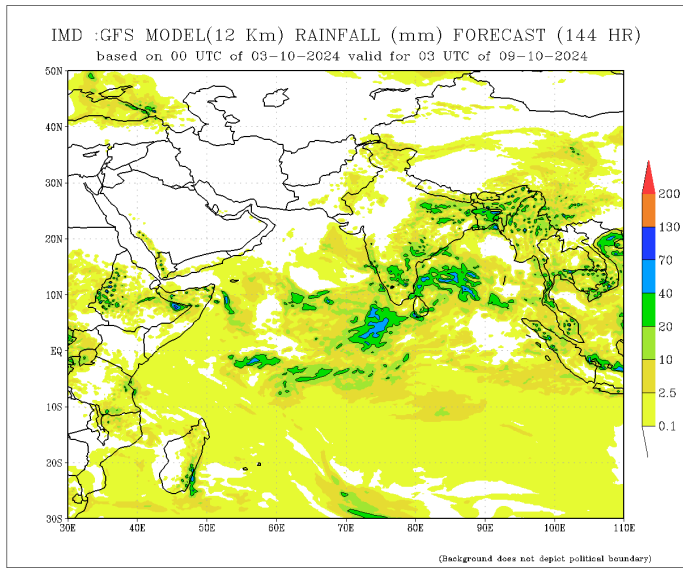 IMD :GFS MODEL(12 Km) RAINFALL (mm) FORECAST (144 HR)
based on 00 UTC of 03-10-2024 valid for 03 UTC of 09-10-2024
50N
40N
30N
20N
10N
EQ
10S
20S
30S
30E 40E 50E 60E 70E 80E 90E 100E 110E
200
130
70
40
20
10
2.5
0.1
(Background does not depict political boundary)